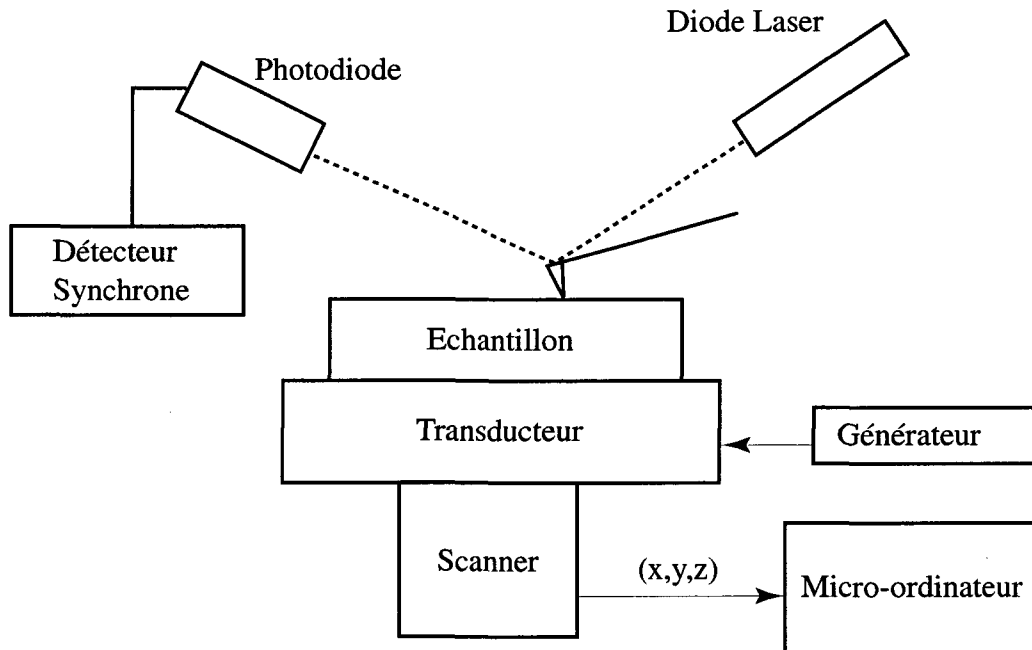 Diode Laser
Photodiode
Détecteur
Synchrone
Echantillon
Transducteur
Générateur
Scanner
(x,y,z)
Micro-ordinateur